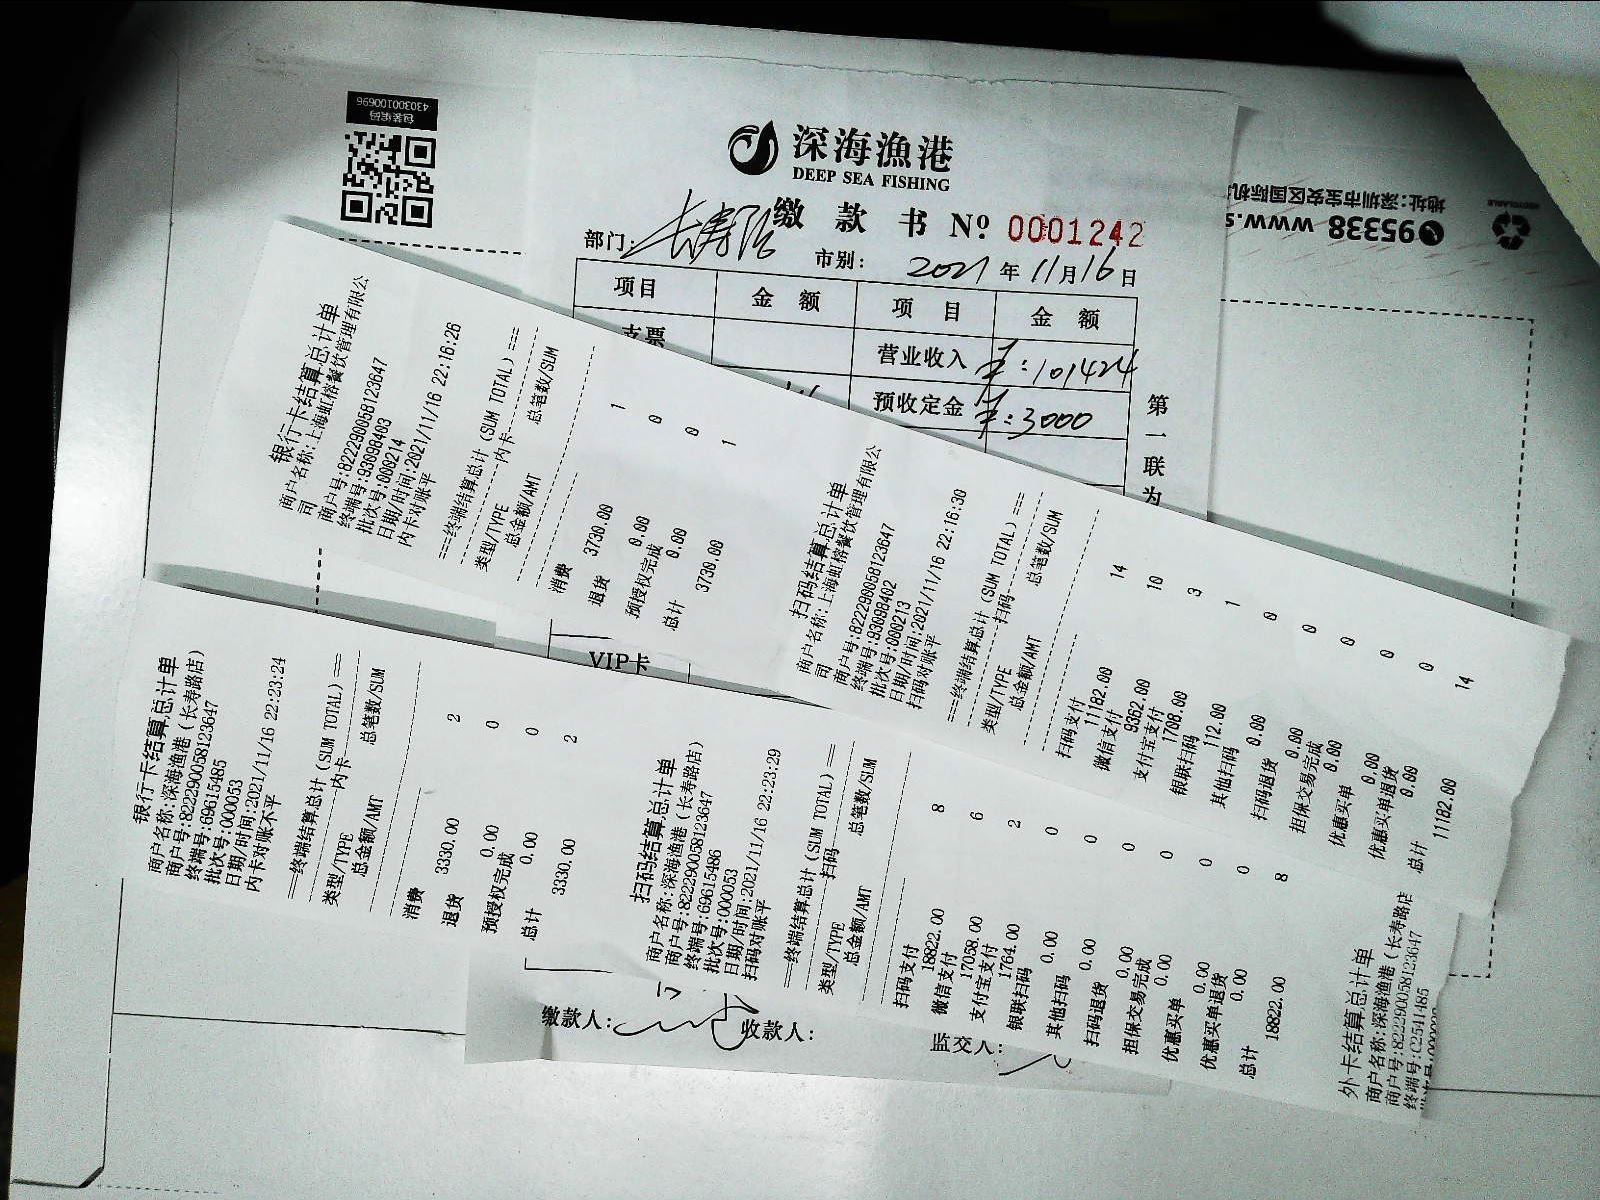 包装编码
430300100696
深海漁港
DEEP SEA FISHING
缴 款 书 Nº 0001242
部门:长寿店 市别: 2021年11月16日
项目 金 额 项 目 金 额
支票 营业收入 ¥:101424
预收定金 ¥:3000
第一联为
VIP卡
缴款人: 收款人: 监交人:
地址:深圳市宝安区国际机
95338 www.s
RECYCLABLE
银行卡结算总计单
商户名称:上海虹榕餐饮管理有限公
司
商户号:822290058123647
终端号:93098403
批次号:000214
日期/时间:2021/11/16 22:16:26
内卡对账平
===终端结算总计(SUM TOTAL)===
内卡
类型/TYPE 总笔数/SUM
总金额/AMT
消费 1
3730.00
退货 0
0.00
预授权完成 0
0.00
总计 1
3730.00
扫码结算总计单
商户名称:上海虹榕餐饮管理有限公
司
商户号:822290058123647
终端号:93098402
批次号:000213
日期/时间:2021/11/16 22:16:30
扫码对账平
===终端结算总计(SUM TOTAL)===
扫码
类型/TYPE 总笔数/SUM
总金额/AMT
扫码支付 14
11182.00
微信支付 10
9362.00
支付宝支付 3
1708.00
银联扫码 1
112.00
其他扫码 0
0.00
扫码退货 0
0.00
担保交易完成 0
0.00
优惠买单 0
0.00
优惠买单退货 0
0.00
总计 14
11182.00
银行卡结算总计单
商户名称:深海渔港(长寿路店)
商户号:822290058123647
终端号:69615485
批次号:000053
日期/时间:2021/11/16 22:23:24
内卡对账不平
===终端结算总计(SUM TOTAL)===
内卡
类型/TYPE 总笔数/SUM
总金额/AMT
消费 2
3330.00
退货 0
0.00
预授权完成 0
0.00
总计 2
3330.00
扫码结算总计单
商户名称:深海渔港(长寿路店)
商户号:822290058123647
终端号:69615486
批次号:000053
日期/时间:2021/11/16 22:23:29
扫码对账平
===终端结算总计(SUM TOTAL)===
扫码
类型/TYPE 总笔数/SUM
总金额/AMT
扫码支付 8
18822.00
微信支付 6
17058.00
支付宝支付 2
1764.00
银联扫码 0
0.00
其他扫码 0
0.00
扫码退货 0
0.00
担保交易完成 0
0.00
优惠买单 0
0.00
优惠买单退货 0
0.00
总计 8
18822.00
外卡结算总计单
商户名称:深海渔港(长寿路店
商户号:822290058123647
终端号:C2541485